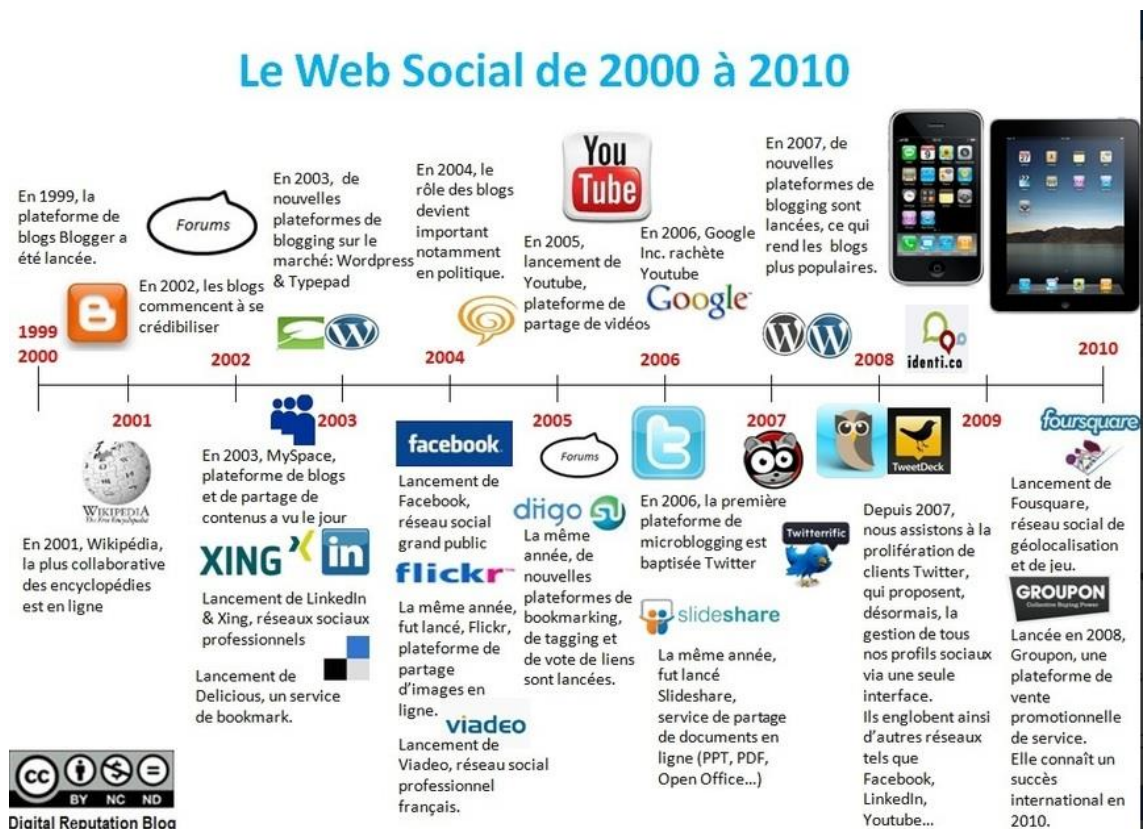 Le Web Social de 2000 à 2010
En 1999, la
plateforme de
blogs Blogger a
été lancée.
Forums
En 2002, les blogs
commencent à se
crédibiliser
En 2003, de
nouvelles
plateformes de
blogging sur le
marché: Wordpress
& Typepad
En 2004, le
rôle des blogs
devient
important
notamment
en politique.
You
Tube
En 2005,
lancement de
Youtube,
plateforme de
partage de vidéos
En 2006, Google
Inc. rachète
Youtube
Google
En 2007, de
nouvelles
plateformes de
blogging sont
lancées, ce qui
rend les blogs
plus populaires.
identi.ca
1999
2000
2002
2004
2006
2008
2010
2001
2003
2005
2007
2009
WIKIPEDIA
The Free Encyclopedia
En 2001, Wikipédia,
la plus collaborative
des encyclopédies
est en ligne
En 2003, MySpace,
plateforme de blogs
et de partage de
contenus a vu le jour
XING
in
Lancement de LinkedIn
& Xing, réseaux sociaux
professionnels
Lancement de
Delicious, un service
de bookmark.
facebook
Lancement de
Facebook,
réseau social
grand public
flickr
La même année,
fut lancé, Flickr,
plateforme de
partage
d'images en
ligne.
viadeo
Lancement de
Viadeo, réseau social
professionnel
français.
Forums
diigo
La même
année, de
nouvelles
plateformes de
bookmarking,
de tagging et
de vote de liens
sont lancées.
En 2006, la première
plateforme de
microblogging est
baptisée Twitter
slideshare
La même année,
fut lancé
Slideshare,
service de partage
de documents en
ligne (PPT, PDF,
Open Office...)
Twitterrific
TweetDeck
Depuis 2007,
nous assistons à la
prolifération de
clients Twitter,
qui proposent,
désormais, la
gestion de tous
nos profils sociaux
via une seule
interface.
Ils englobent ainsi
d'autres réseaux
tels que
Facebook,
LinkedIn,
Youtube...
foursquare
Lancement de
Fousquare,
réseau social de
géolocalisation
et de jeu.
GROUPON
Collective Buying Power
Lancée en 2008,
Groupon, une
plateforme de
vente
promotionnelle
de service.
Elle connaît un
succès
international en
2010.
cc
BY NC ND
Digital Reputation Blog